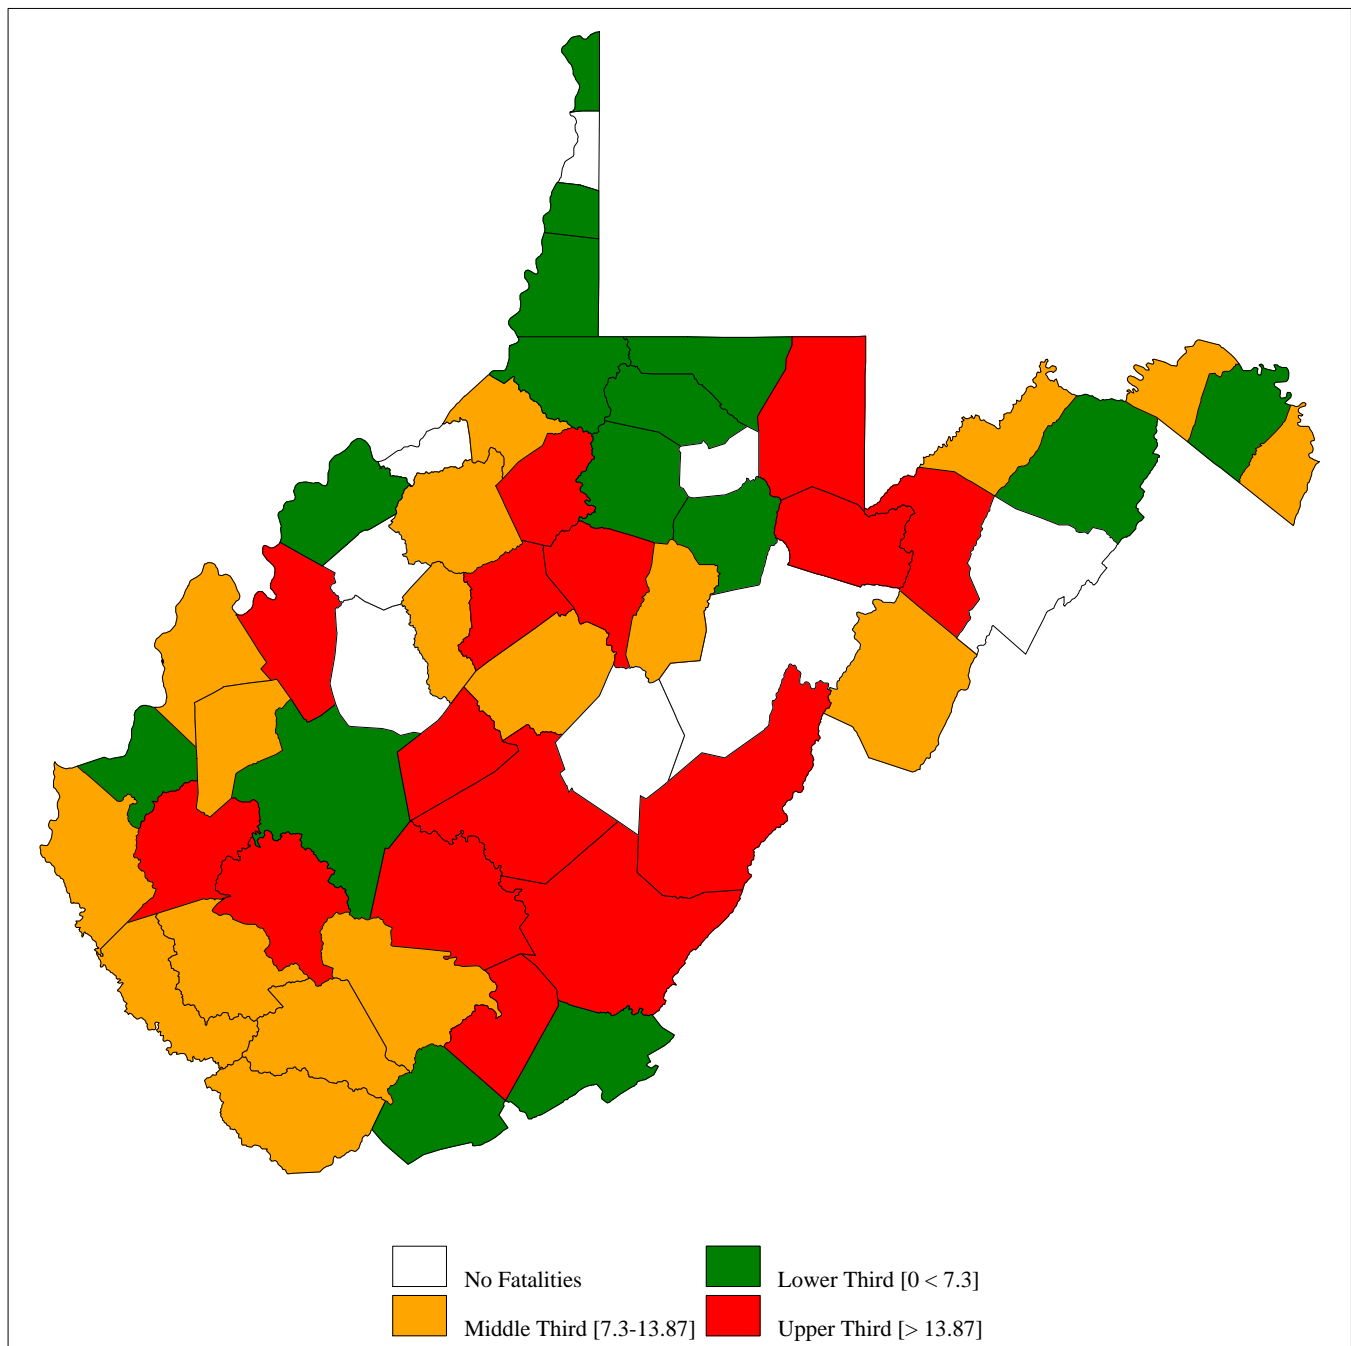 No Fatalities
Lower Third [0 < 7.3]
Middle Third [7.3-13.87]
Upper Third [> 13.87]